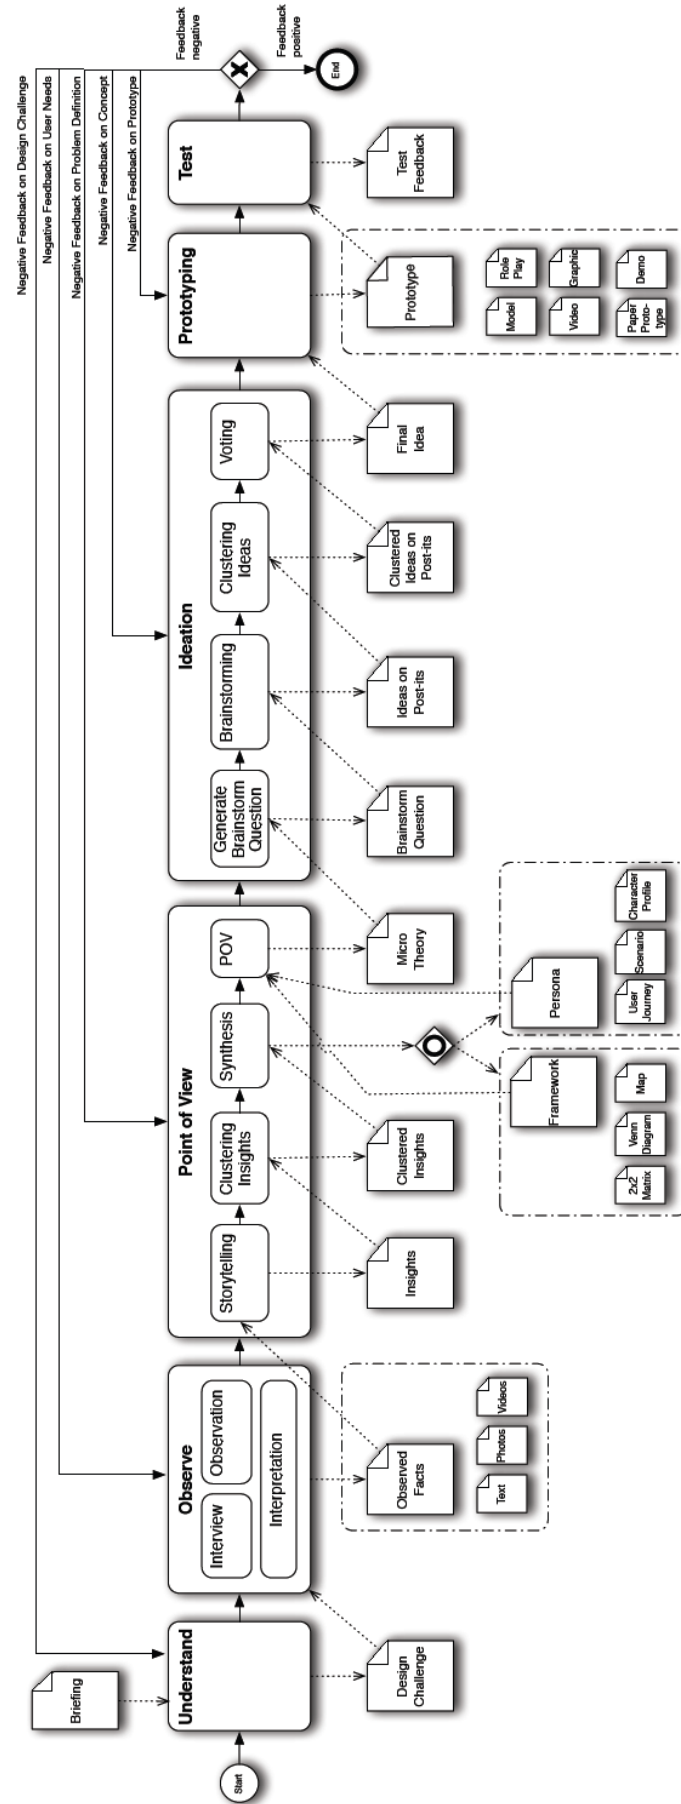 Negative Feedback on Design Challenge
Negative Feedback on User Needs
Negative Feedback on Problem Definition
Negative Feedback on Concept
Negative Feedback on Prototype
Feedback
negative
Feedback
positive
X
End
Start
Briefing
Understand
Design
Challenge
Observe
Interview
Observation
Interpretation
Observed
Facts
Text
Photos
Videos
Point of View
Storytelling
Clustering
Insights
Synthesis
POV
Insights
Clustered
Insights
Micro
Theory
Framework
2x2
Matrix
Venn
Diagram
Map
Persona
User
Journey
Scenario
Character
Profile
Ideation
Generate
Brainstorm
Question
Brainstorming
Clustering
Ideas
Voting
Brainstorm
Question
Ideas on
Post-its
Clustered
Ideas on
Post-its
Final
Idea
Prototyping
Prototype
Model
Role
Play
Video
Graphic
Paper
Proto-
type
Demo
Test
Test
Feedback